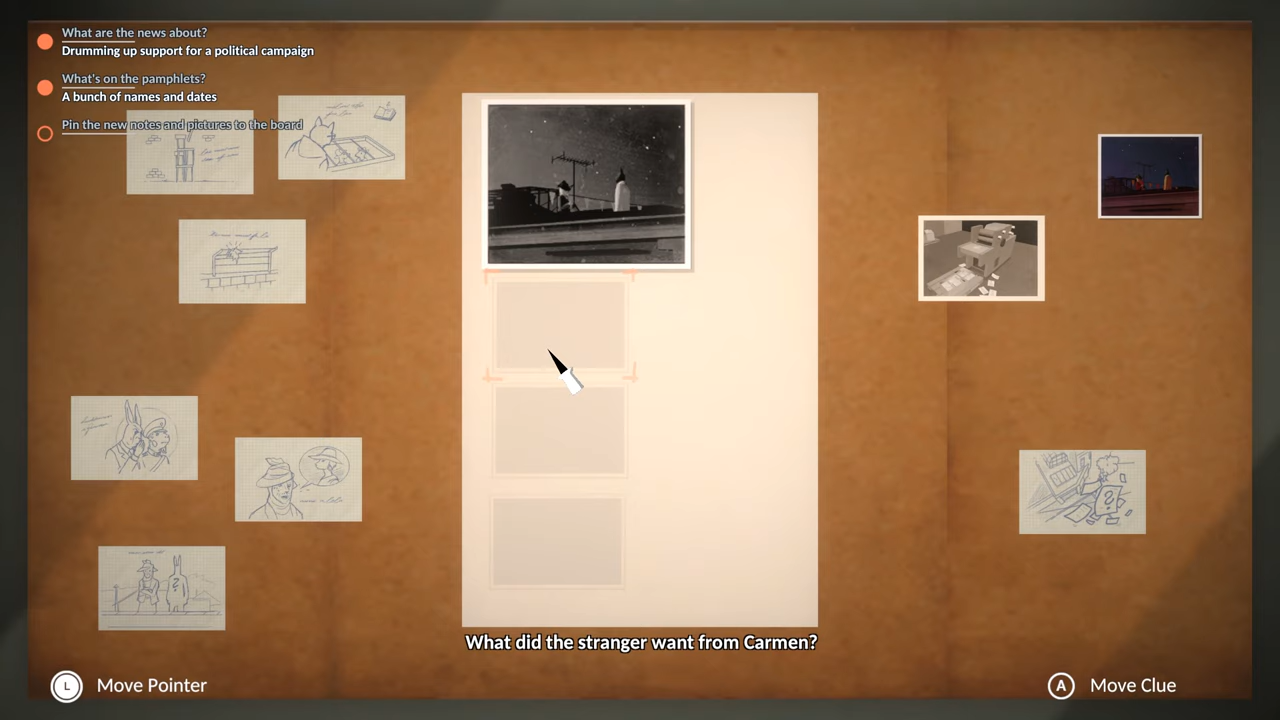 What are the news about?
Drumming up support for a political campaign
What's on the pamphlets?
A bunch of names and dates
Pin the new notes and pictures to the board
What did the stranger want from Carmen?
L Move Pointer
A Move Clue